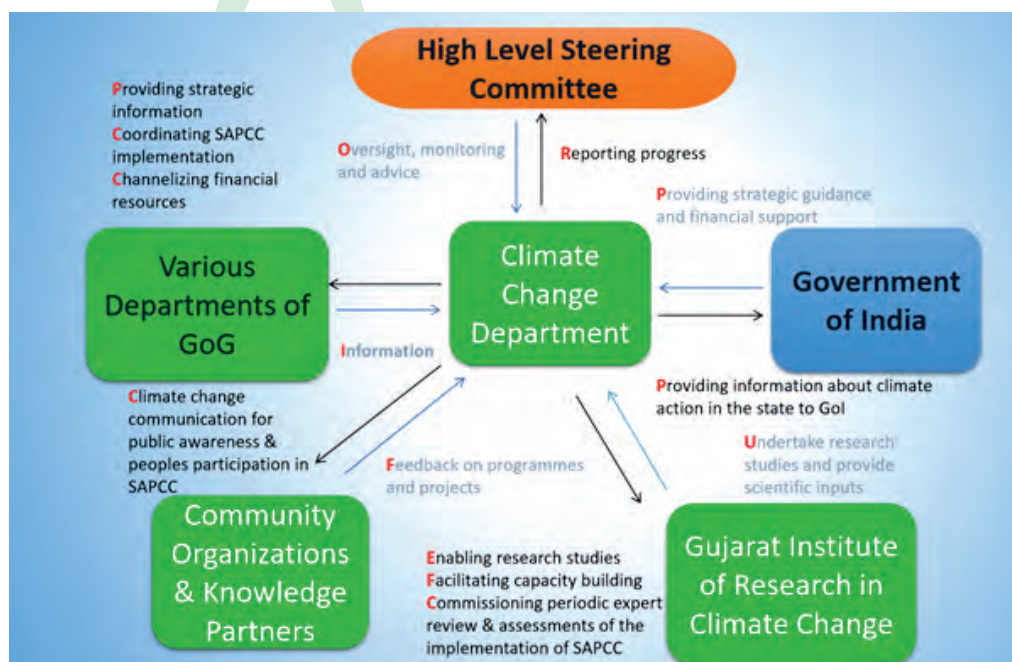 High Level Steering
Committee
Providing strategic
information
Coordinating SAPCC
implementation
Channelizing financial
resources
Oversight, monitoring
and advice
Reporting progress
Providing strategic guidance
and financial support
Various
Departments of
GoG
Climate
Change
Department
Government
of India
Information
Climate change
communication for
public awareness &
peoples participation in
SAPCC
Feedback on programmes
and projects
Providing information about climate
action in the state to GoI
Undertake research
studies and provide
scientific inputs
Community
Organizations
& Knowledge
Partners
Enabling research studies
Facilitating capacity building
Commissioning periodic expert
review & assessments of the
implementation of SAPCC
Gujarat Institute
of Research in
Climate Change